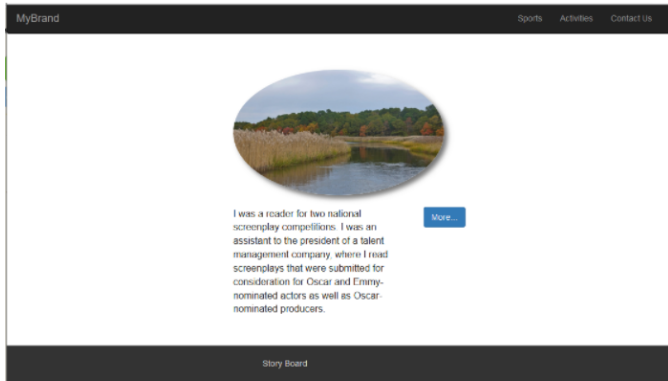 MyBrand Sports Activities Contact Us
I was a reader for two national
screenplay competitions. I was an
assistant to the president of a talent
management company, where I read
screenplays that were submitted for
consideration for Oscar and Emmy-
nominated actors as well as Oscar-
nominated producers.
More...
Story Board